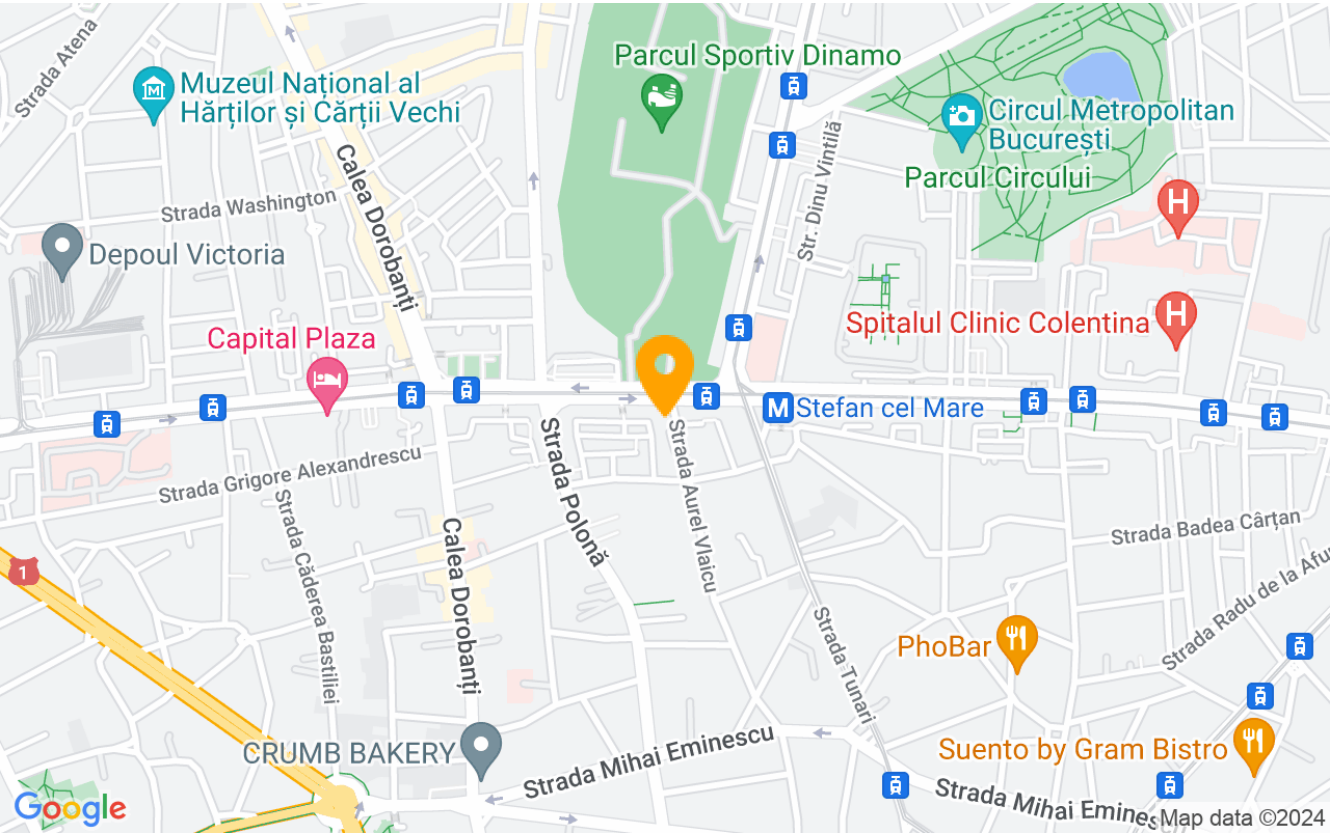 Strada Atena
Parcul Sportiv Dinamo
Muzeul Național al
Hărților și Cărții Vechi
M
Circul Metropolitan
București
Parcul Circului
Calea Dorobanți
Str. Dinu Vintilă
Strada Washington
H
Depoul Victoria
Spitalul Clinic Colentina
H
Capital Plaza
M Stefan cel Mare
Strada Grigore Alexandrescu
Strada Polonă
Strada Aurel Vlaicu
Strada Căderea Bastiliei
Calea Dorobanți
Strada Badea Cârțan
1
Strada Radu de la Afu
Strada Tunari
PhoBar
CRUMB BAKERY
Strada Mihai Eminescu
Suento by Gram Bistro
Strada Mihai Emines
Google
Map data ©2024